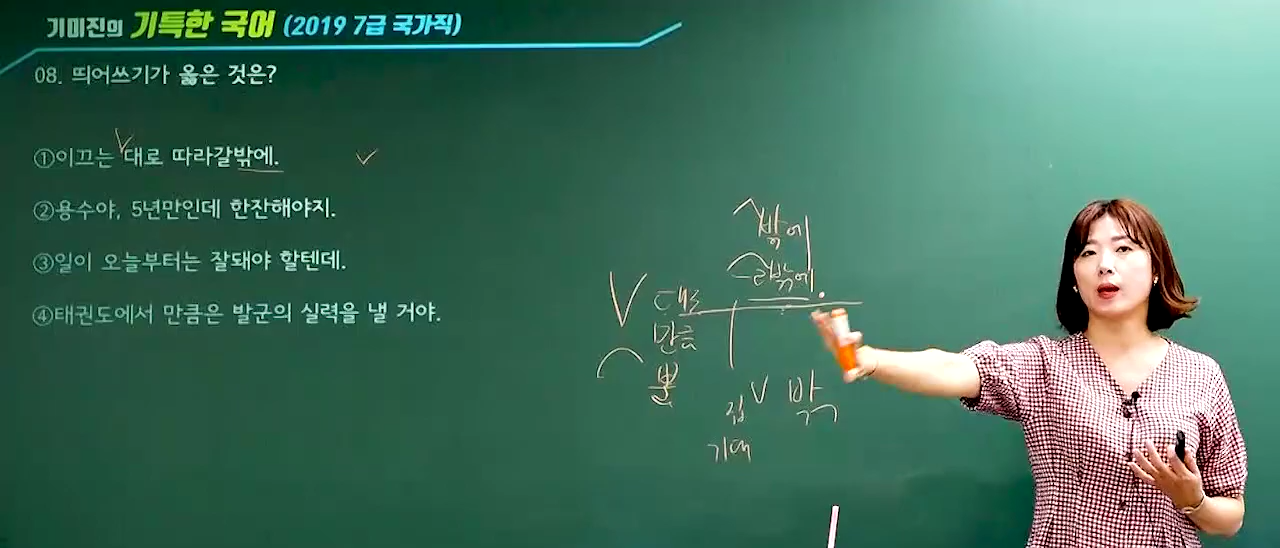 기미진의 기특한 국어 (2019 7급 국가직)
08. 띄어쓰기가 옳은 것은?
①이끄는 대로 따라갈밖에.
②용수야, 5년만인데 한잔해야지.
③일이 오늘부터는 잘돼야 할텐데.
④태권도에서 만큼은 발군의 실력을 낼 거야.
밖에
ㄹ밖에
V 대로
만큼
뿐
집 V 밖
기대